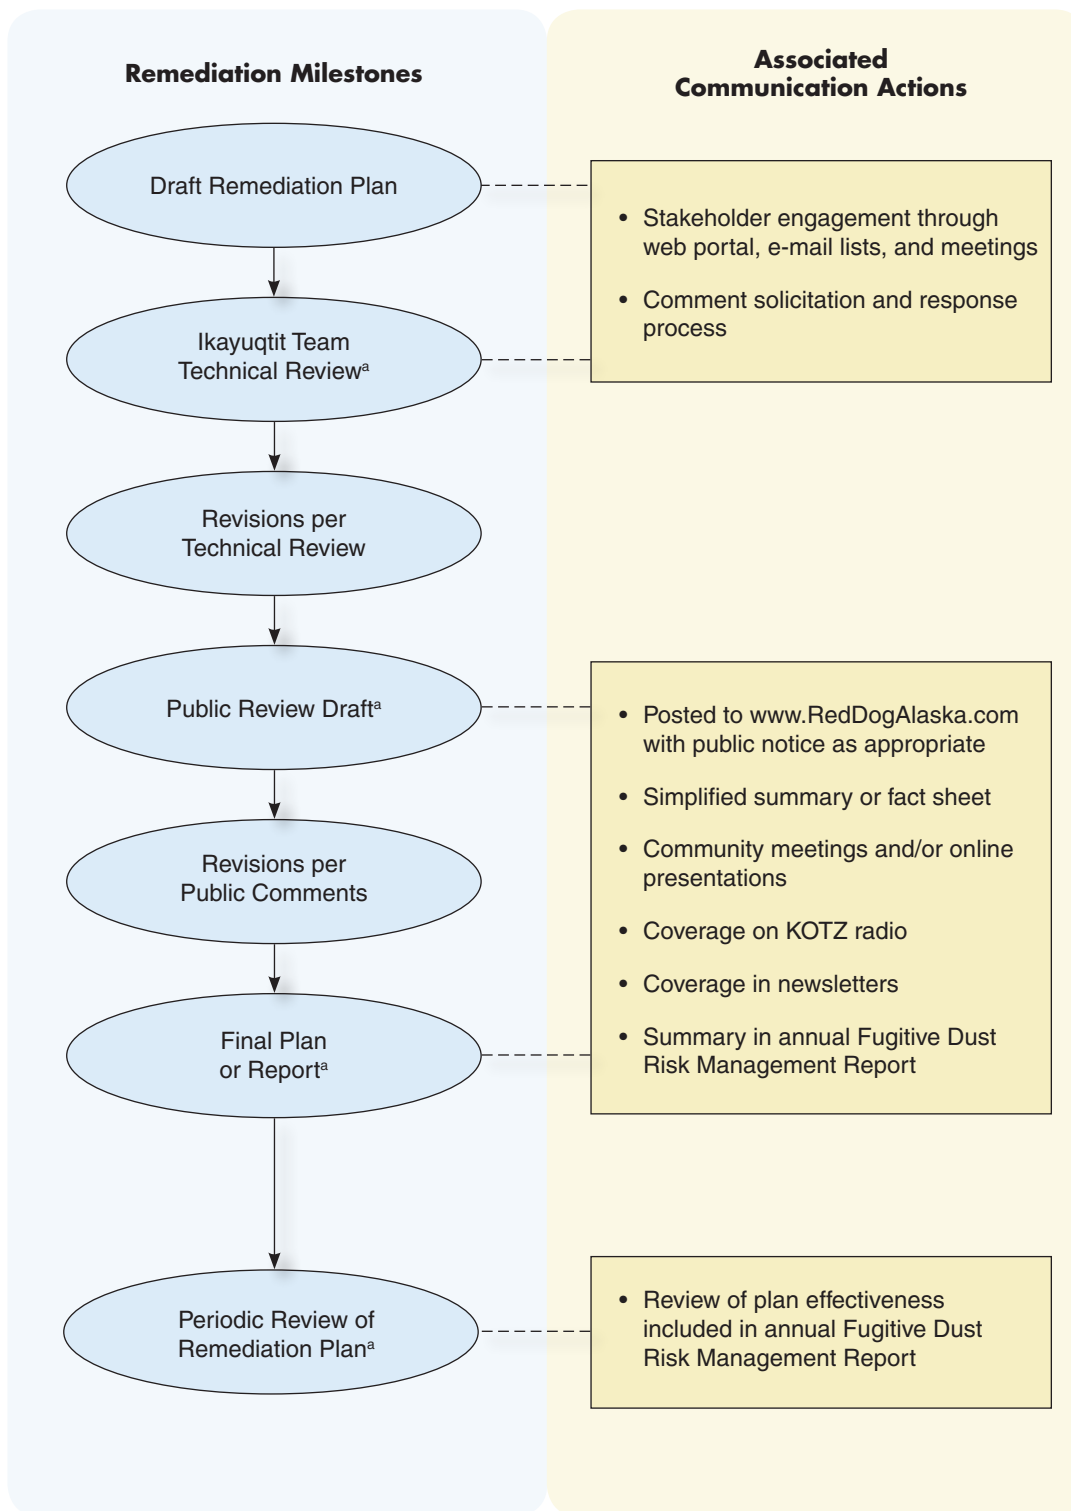 Remediation Milestones
Associated
Communication Actions
Draft Remediation Plan
• Stakeholder engagement through
web portal, e-mail lists, and meetings
• Comment solicitation and response
process
Ikayuqtit Team
Technical Reviewᵃ
Revisions per
Technical Review
Public Review Draftᵃ
• Posted to www.RedDogAlaska.com
with public notice as appropriate
• Simplified summary or fact sheet
• Community meetings and/or online
presentations
• Coverage on KOTZ radio
• Coverage in newsletters
• Summary in annual Fugitive Dust
Risk Management Report
Revisions per
Public Comments
Final Plan
or Reportᵃ
Periodic Review of
Remediation Planᵃ
• Review of plan effectiveness
included in annual Fugitive Dust
Risk Management Report